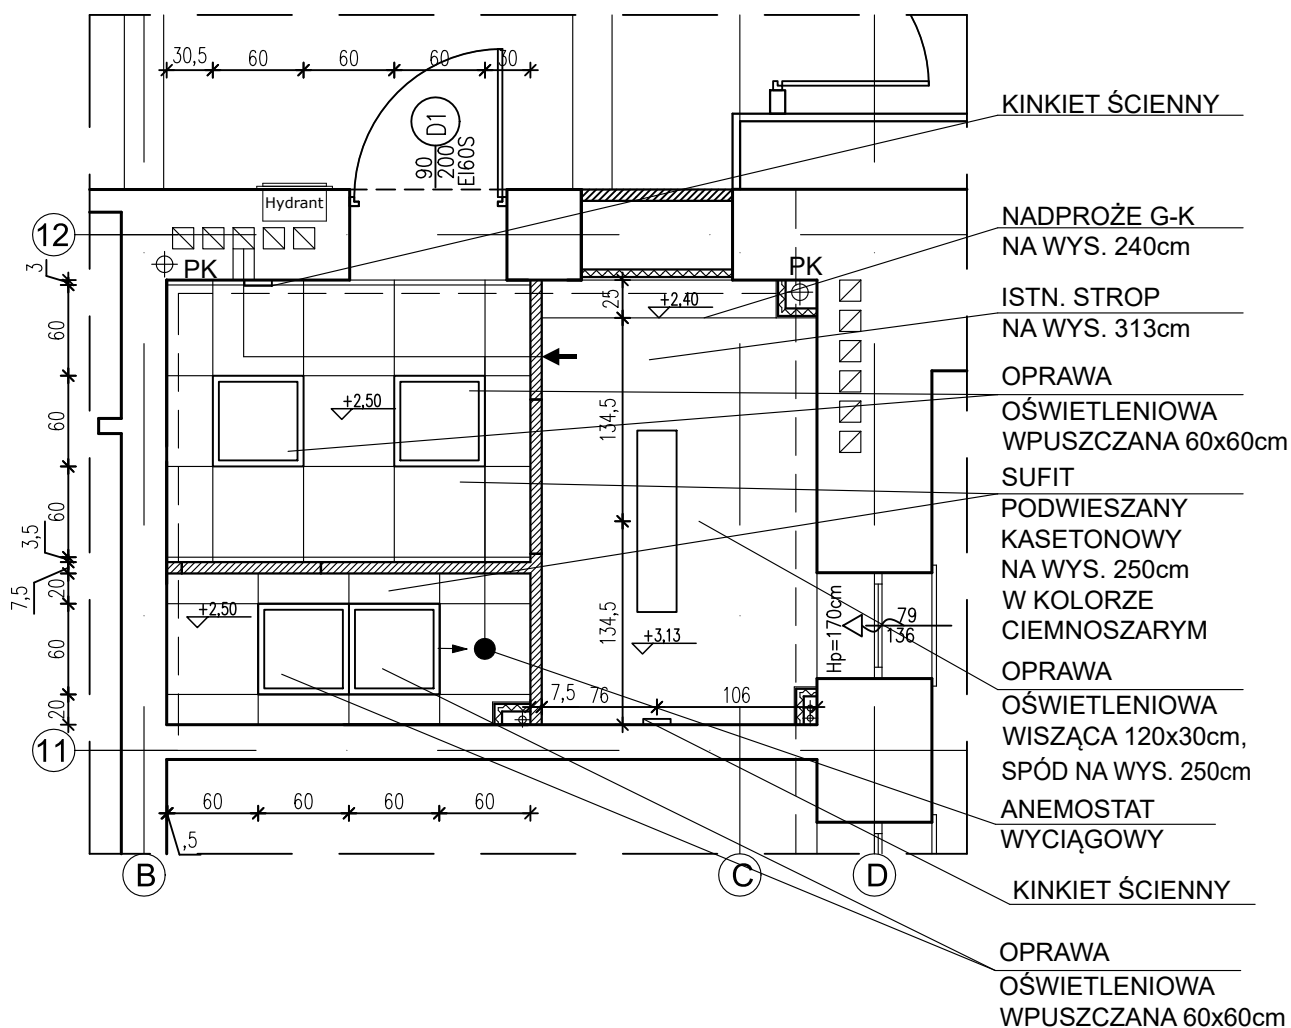 30,5 60 60 60 30
D1
90
200
EI60S
Hydrant
12
PK
PK
3
60
60
60
3,5
7,5
20
60
20
25
134,5
134,5
+2,40
+2,50
+2,50
+3,13
7,5 76 106
Hp=170cm
79
136
11
60 60 60 60
,5
B
C
D
KINKIET ŚCIENNY
NADPROŻE G-K
NA WYS. 240cm
ISTN. STROP
NA WYS. 313cm
OPRAWA
OŚWIETLENIOWA
WPUSZCZANA 60x60cm
SUFIT
PODWIESZANY
KASETONOWY
NA WYS. 250cm
W KOLORZE
CIEMNOSZARYM
OPRAWA
OŚWIETLENIOWA
WISZĄCA 120x30cm,
SPÓD NA WYS. 250cm
ANEMOSTAT
WYCIĄGOWY
KINKIET ŚCIENNY
OPRAWA
OŚWIETLENIOWA
WPUSZCZANA 60x60cm